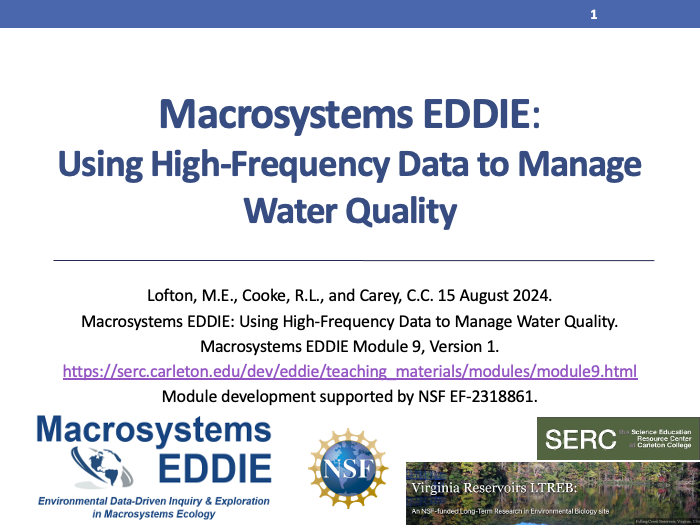 1
Macrosystems EDDIE:
Using High-Frequency Data to Manage
Water Quality
Lofton, M.E., Cooke, R.L., and Carey, C.C. 15 August 2024.
Macrosystems EDDIE: Using High-Frequency Data to Manage Water Quality.
Macrosystems EDDIE Module 9, Version 1.
https://serc.carleton.edu/dev/eddie/teaching_materials/modules/module9.html
Module development supported by NSF EF-2318861.
Macrosystems
EDDIE
Environmental Data-Driven Inquiry & Exploration
in Macrosystems Ecology
NSF
SERC
The Science Education
Resource Center
at Carleton College
Virginia Reservoirs LTREB:
An NSF-funded Long-Term Research in Environmental Biology site